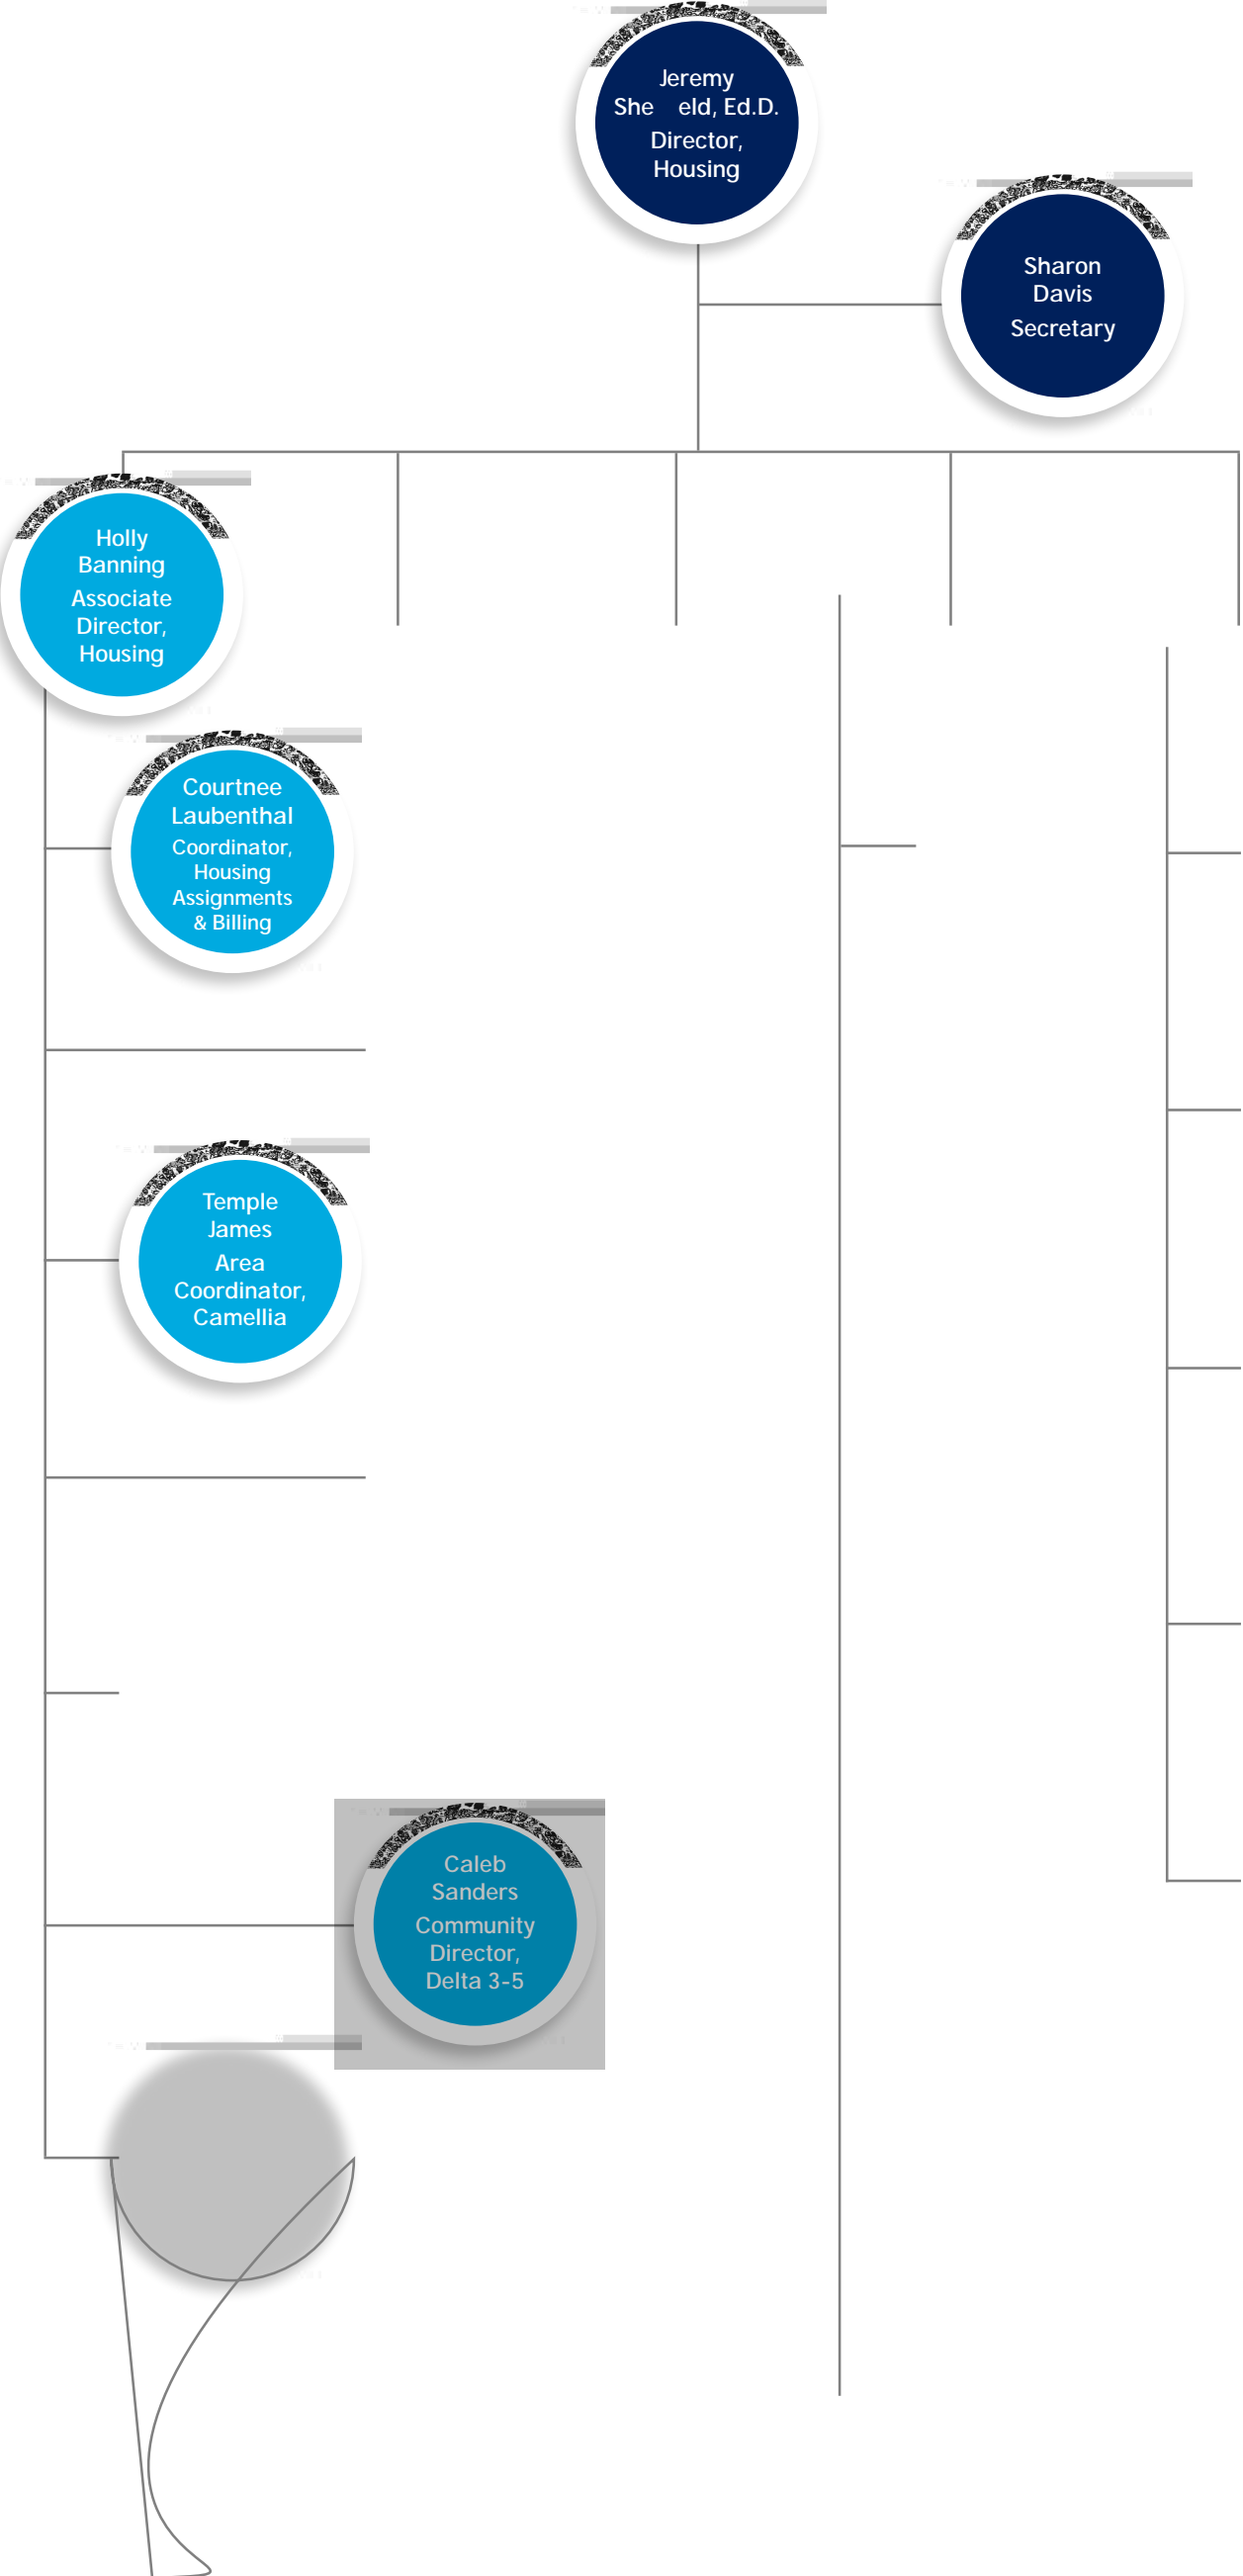 Jeremy
She eld, Ed.D.
Director,
Housing
Sharon
Davis
Secretary
Holly
Banning
Associate
Director,
Housing
Courtnee
Laubenthal
Coordinator,
Housing
Assignments
& Billing
Temple
James
Area
Coordinator,
Camellia
Caleb
Sanders
Community
Director,
Delta 3-5